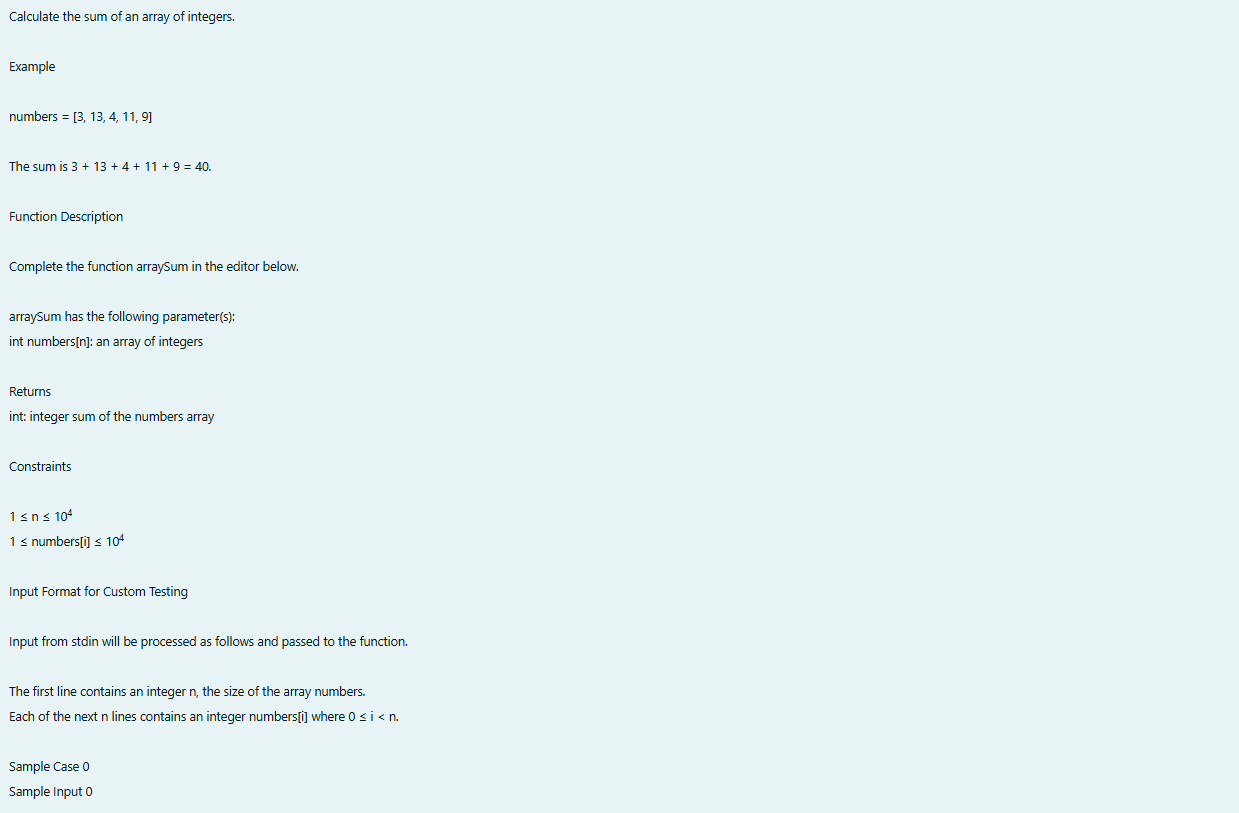 Calculate the sum of an array of integers.
Example
numbers = [3, 13, 4, 11, 9]
The sum is 3 + 13 + 4 + 11 + 9 = 40.
Function Description
Complete the function arraySum in the editor below.
arraySum has the following parameter(s):
int numbers[n]: an array of integers
Returns
int: integer sum of the numbers array
Constraints
1 ≤ n ≤ 10⁴
1 ≤ numbers[i] ≤ 10⁴
Input Format for Custom Testing
Input from stdin will be processed as follows and passed to the function.
The first line contains an integer n, the size of the array numbers.
Each of the next n lines contains an integer numbers[i] where 0 ≤ i < n.
Sample Case 0
Sample Input 0